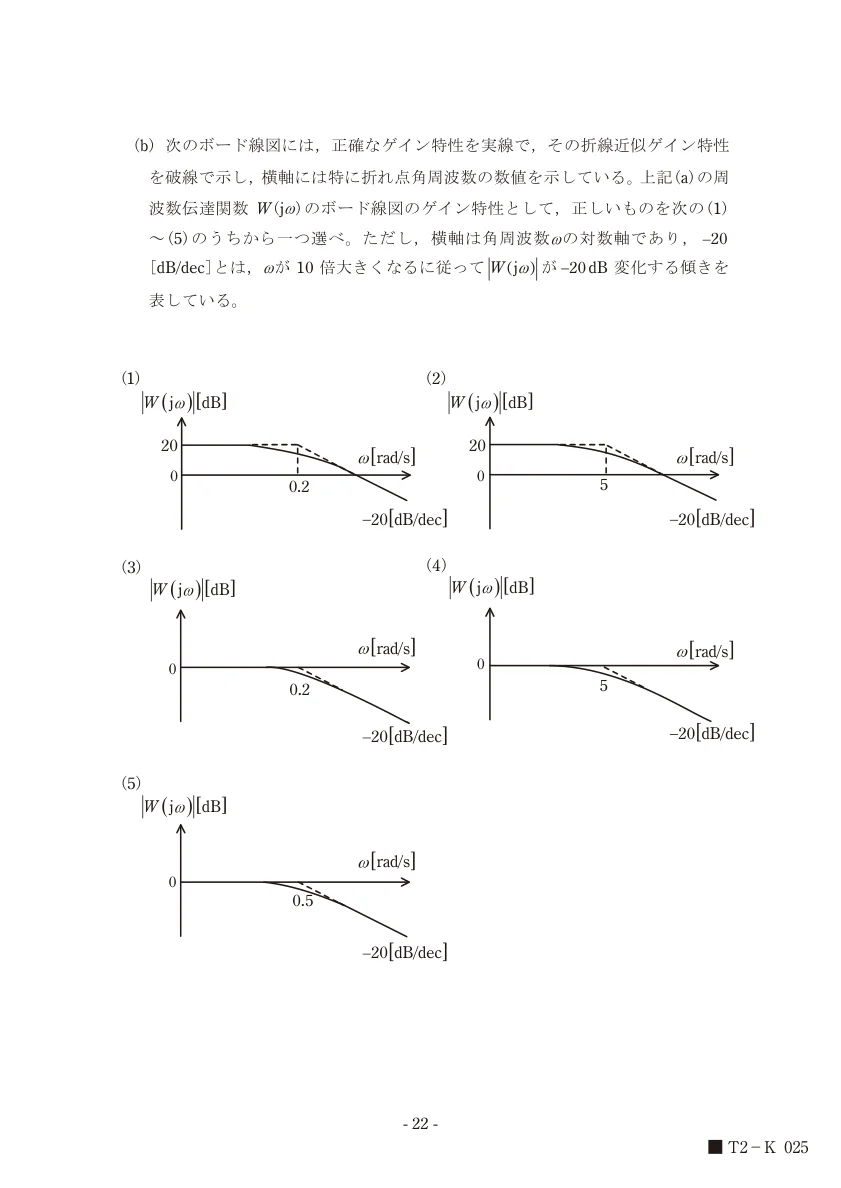 (b) 次のボード線図には，正確なゲイン特性を実線で，その折線近似ゲイン特性
を破線で示し，横軸には特に折れ点角周波数の数値を示している。上記(a)の周
波数伝達関数 W(jω)のボード線図のゲイン特性として，正しいものを次の(1)
～(5)のうちから一つ選べ。ただし，横軸は角周波数ωの対数軸であり，－20
[dB/dec]とは，ωが 10 倍大きくなるに従って|W(jω)|が－20 dB 変化する傾きを
表している。
(1)
|W(jω)|[dB]
20
ω[rad/s]
0
0.2
－20[dB/dec]
(2)
|W(jω)|[dB]
20
ω[rad/s]
0
5
－20[dB/dec]
(3)
|W(jω)|[dB]
ω[rad/s]
0
0.2
－20[dB/dec]
(4)
|W(jω)|[dB]
ω[rad/s]
0
5
－20[dB/dec]
(5)
|W(jω)|[dB]
ω[rad/s]
0
0.5
－20[dB/dec]
- 22 -
■ T2－K 025